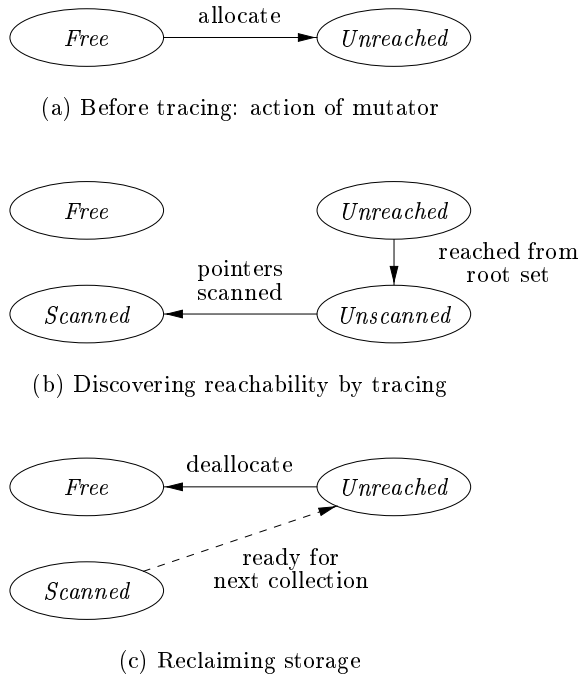 allocate
Free
Unreached
(a) Before tracing: action of mutator
Free
Unreached
reached from
root set
pointers
scanned
Scanned
Unscanned
(b) Discovering reachability by tracing
deallocate
Free
Unreached
ready for
next collection
Scanned
(c) Reclaiming storage